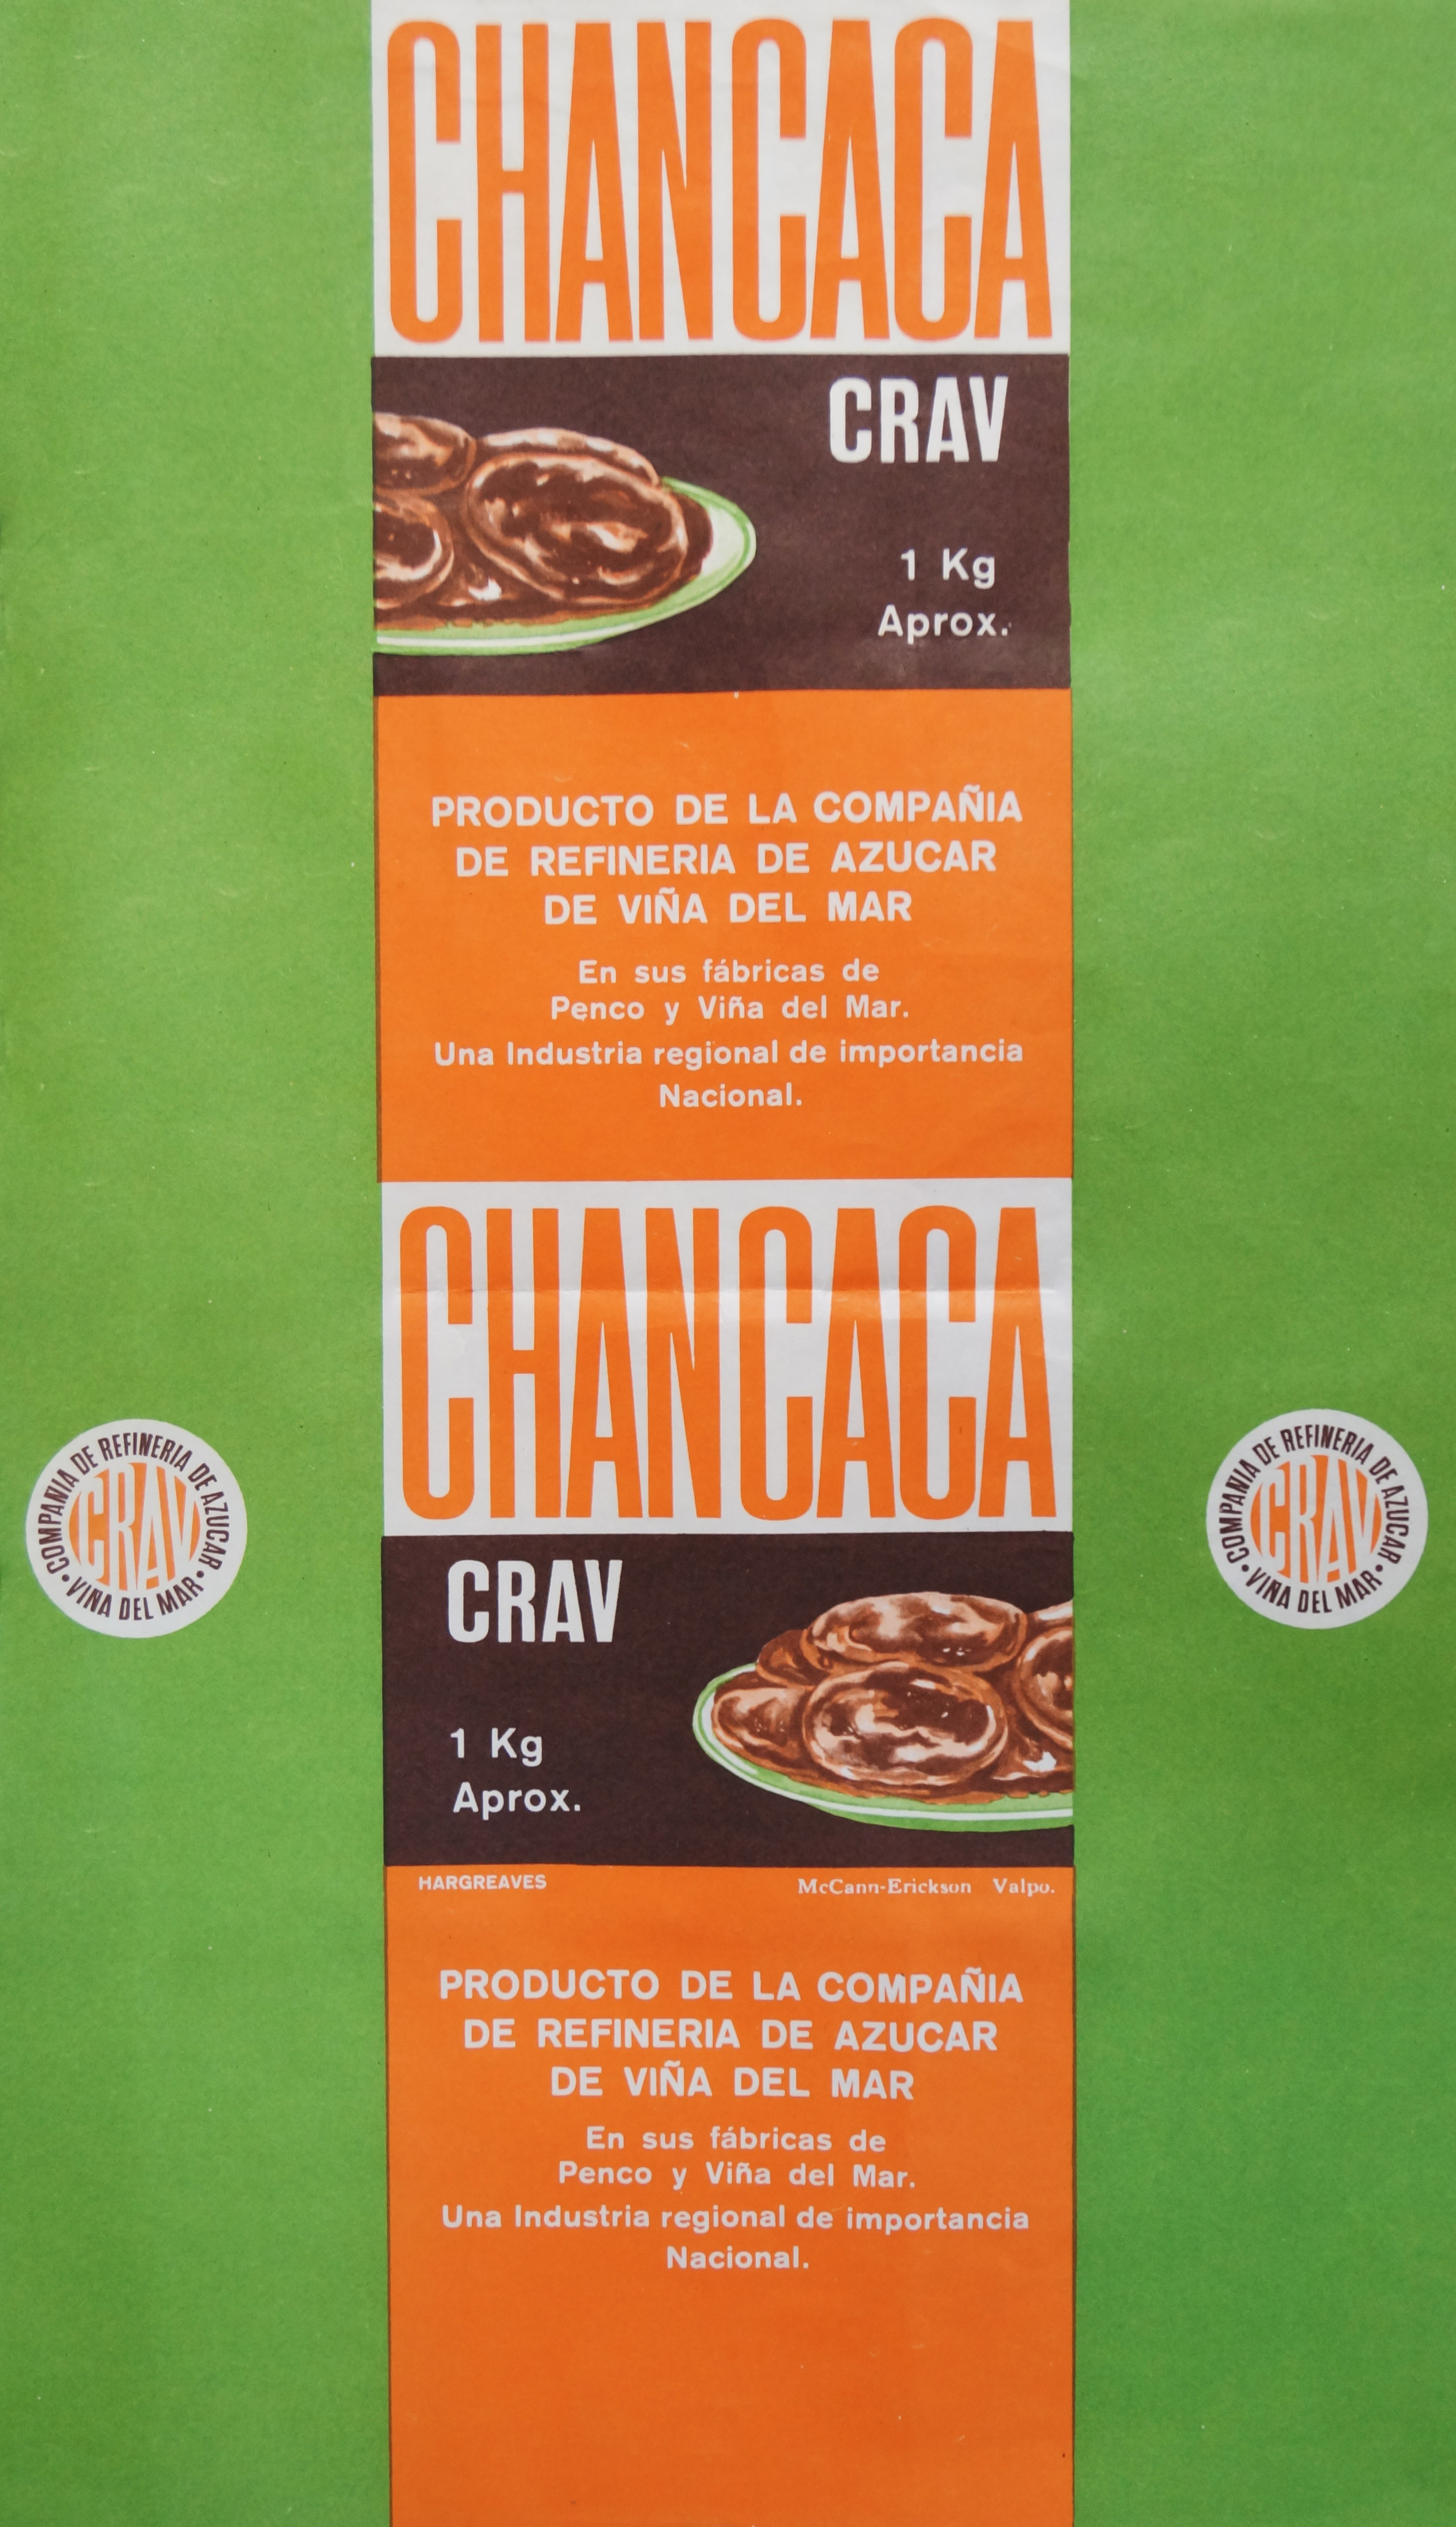 CHANCACA
CRAV
1 Kg
Aprox.
PRODUCTO DE LA COMPAÑIA
DE REFINERIA DE AZUCAR
DE VIÑA DEL MAR
En sus fábricas de
Penco y Viña del Mar.
Una Industria regional de importancia
Nacional.
CHANCACA
COMPAÑIA DE REFINERIA DE AZUCAR
• VIÑA DEL MAR •
CRAV
COMPAÑIA DE REFINERIA DE AZUCAR
• VIÑA DEL MAR •
CRAV
CRAV
1 Kg
Aprox.
HARGREAVES
McCann-Erickson Valpo.
PRODUCTO DE LA COMPAÑIA
DE REFINERIA DE AZUCAR
DE VIÑA DEL MAR
En sus fábricas de
Penco y Viña del Mar.
Una Industria regional de importancia
Nacional.